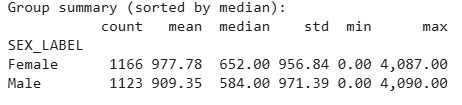 Group summary (sorted by median):
count mean median std min max
SEX_LABEL
Female 1166 977.78 652.00 956.84 0.00 4,087.00
Male 1123 909.35 584.00 971.39 0.00 4,090.00